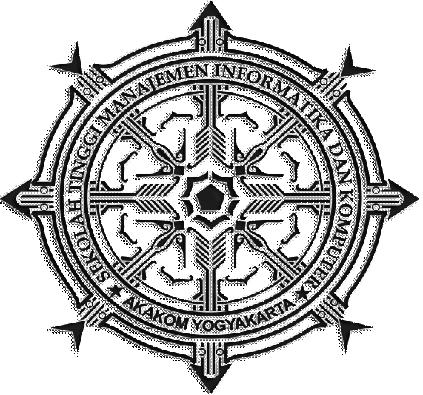 SEKOLAH TINGGI MANAJEMEN INFORMATIKA DAN KOMPUTER
AKAKOM YOGYAKARTA